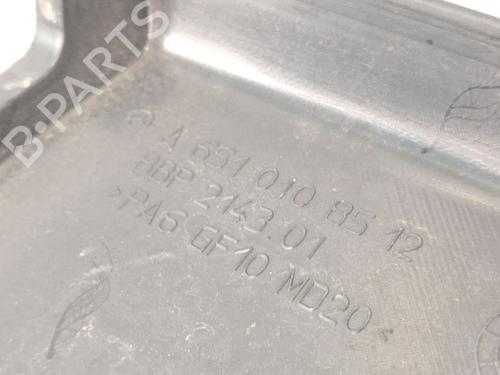 B-PARTS
A 651 010 85 12
BBP 2143.01
>PA6 GF10 MD20<